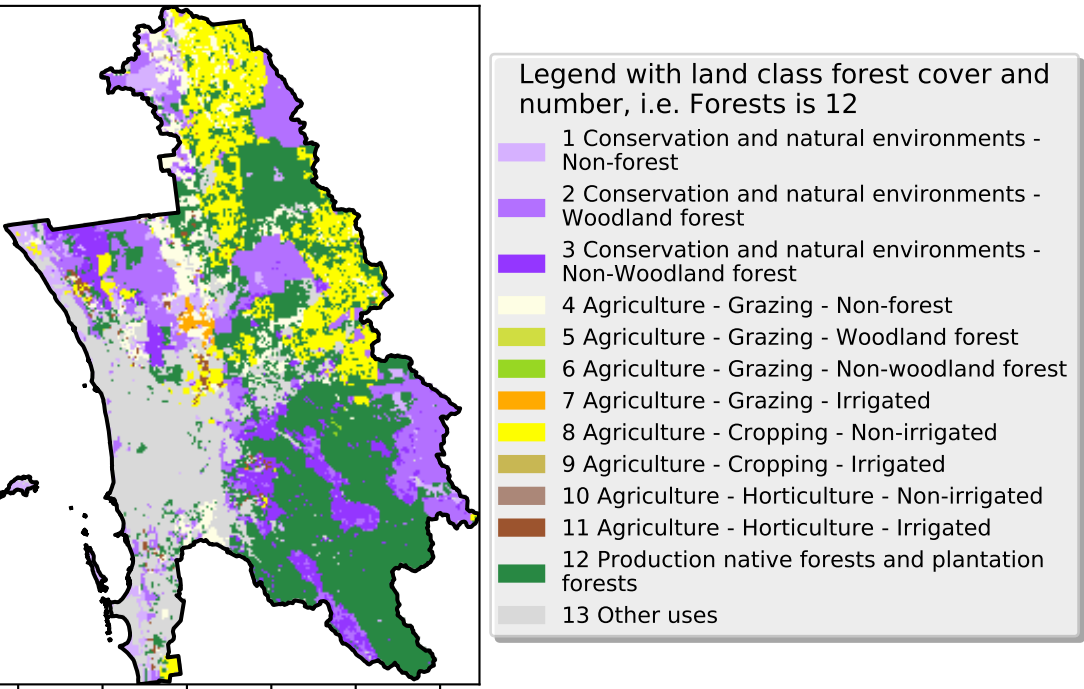 Legend with land class forest cover and
number, i.e. Forests is 12
1 Conservation and natural environments -
Non-forest
2 Conservation and natural environments -
Woodland forest
3 Conservation and natural environments -
Non-Woodland forest
4 Agriculture - Grazing - Non-forest
5 Agriculture - Grazing - Woodland forest
6 Agriculture - Grazing - Non-woodland forest
7 Agriculture - Grazing - Irrigated
8 Agriculture - Cropping - Non-irrigated
9 Agriculture - Cropping - Irrigated
10 Agriculture - Horticulture - Non-irrigated
11 Agriculture - Horticulture - Irrigated
12 Production native forests and plantation
forests
13 Other uses